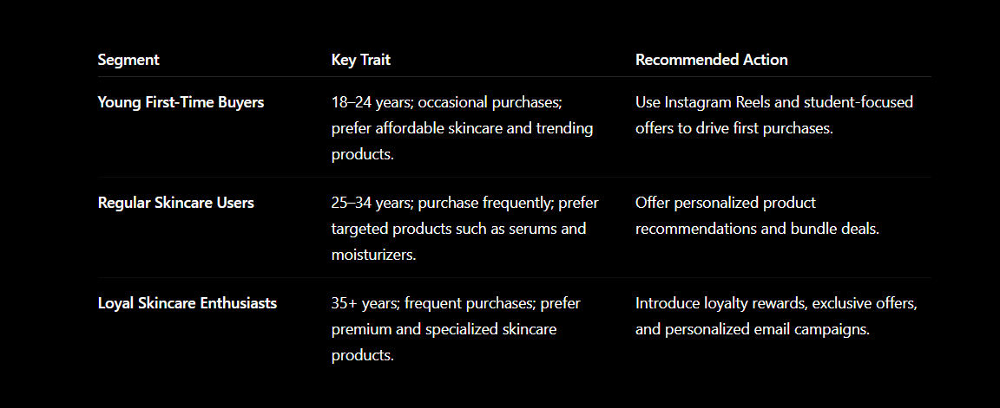 Segment Key Trait Recommended Action
Young First-Time Buyers 18–24 years; occasional purchases; Use Instagram Reels and student-focused
prefer affordable skincare and trending offers to drive first purchases.
products.
Regular Skincare Users 25–34 years; purchase frequently; prefer Offer personalized product
targeted products such as serums and recommendations and bundle deals.
moisturizers.
Loyal Skincare Enthusiasts 35+ years; frequent purchases; prefer Introduce loyalty rewards, exclusive offers,
premium and specialized skincare and personalized email campaigns.
products.